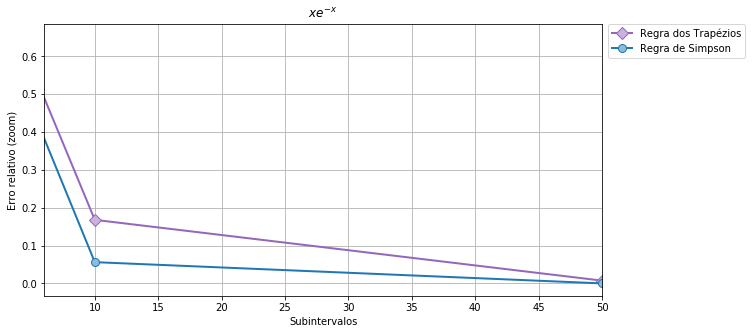 xe^{-x}
Regra dos Trapézios
Regra de Simpson
Erro relativo (zoom)
0.6
0.5
0.4
0.3
0.2
0.1
0.0
10 15 20 25 30 35 40 45 50
Subintervalos